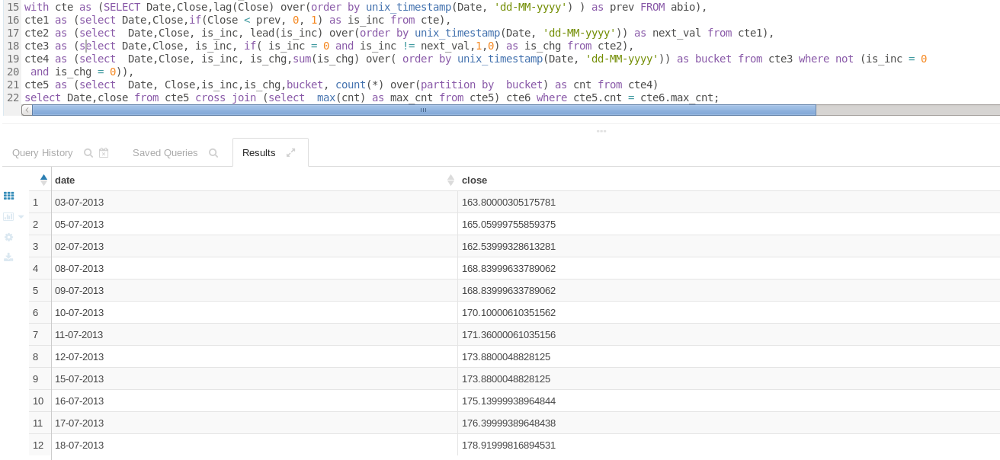 15 with cte as (SELECT Date,Close,lag(Close) over(order by unix_timestamp(Date, 'dd-MM-yyyy') ) as prev FROM abio),
16 cte1 as (select Date,Close,if(Close < prev, 0, 1) as is_inc from cte),
17 cte2 as (select  Date,Close, is_inc, lead(is_inc) over(order by unix_timestamp(Date, 'dd-MM-yyyy')) as next_val from cte1),
18 cte3 as (select Date,Close, is_inc, if( is_inc = 0 and is_inc != next_val,1,0) as is_chg from cte2),
19 cte4 as (select  Date,Close, is_inc, is_chg,sum(is_chg) over( order by unix_timestamp(Date, 'dd-MM-yyyy')) as bucket from cte3 where not (is_inc = 0
20  and is_chg = 0)),
21 cte5 as (select  Date, Close,is_inc,is_chg,bucket, count(*) over(partition by  bucket) as cnt from cte4)
22 select Date,close from cte5 cross join (select  max(cnt) as max_cnt from cte5) cte6 where cte5.cnt = cte6.max_cnt;
Query History Saved Queries Results
date close
1 03-07-2013 163.80000305175781
2 05-07-2013 165.05999755859375
3 02-07-2013 162.53999328613281
4 08-07-2013 168.83999633789062
5 09-07-2013 168.83999633789062
6 10-07-2013 170.10000610351562
7 11-07-2013 171.36000061035156
8 12-07-2013 173.8800048828125
9 15-07-2013 173.8800048828125
10 16-07-2013 175.13999938964844
11 17-07-2013 176.39999389648438
12 18-07-2013 178.91999816894531